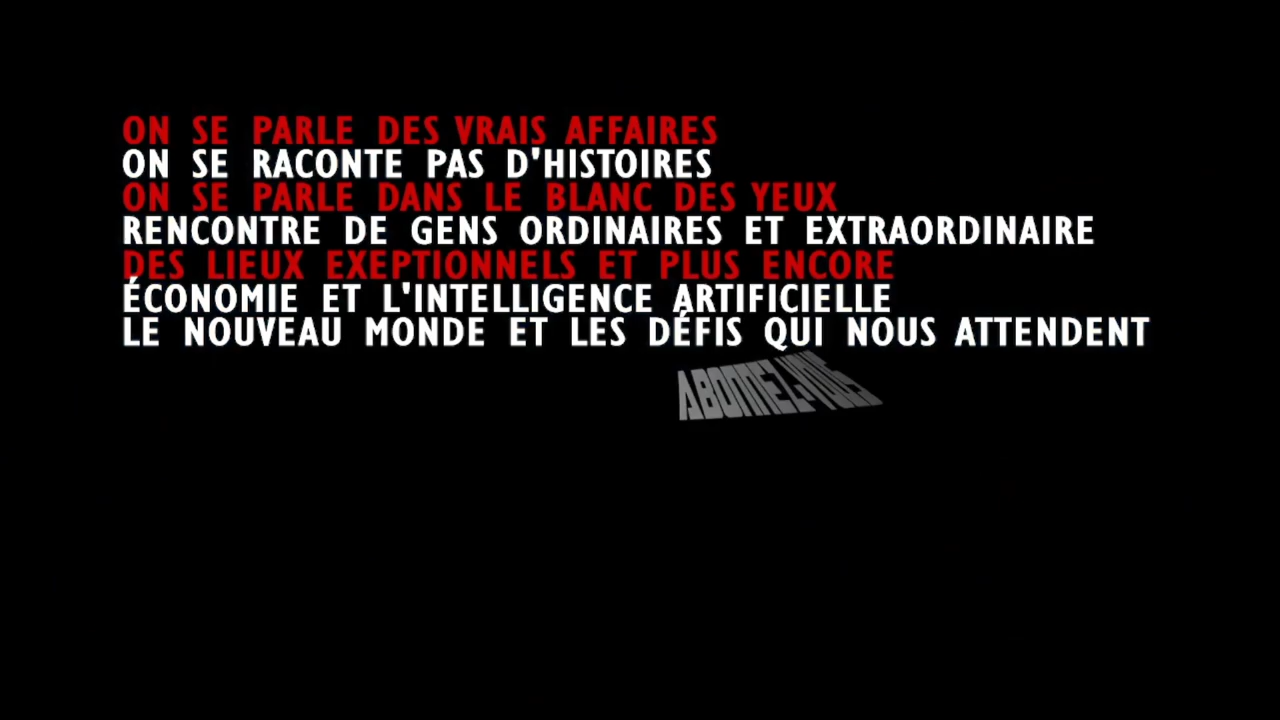 ON SE PARLE DES VRAIS AFFAIRES
ON SE RACONTE PAS D'HISTOIRES
ON SE PARLE DANS LE BLANC DES YEUX
RENCONTRE DE GENS ORDINAIRES ET EXTRAORDINAIRE
DES LIEUX EXEPTIONNELS ET PLUS ENCORE
ÉCONOMIE ET L'INTELLIGENCE ARTIFICIELLE
LE NOUVEAU MONDE ET LES DÉFIS QUI NOUS ATTENDENT
ABONNEZ-VOUS